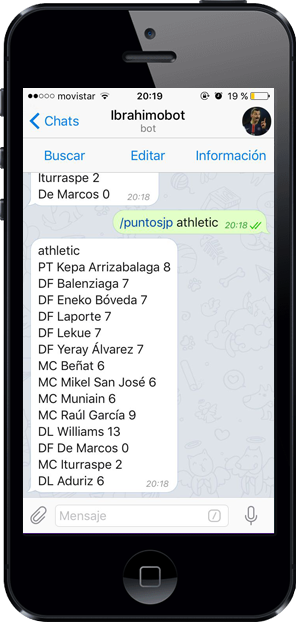 movistar 20:19 19 %
Chats Ibrahimobot
bot
Buscar Editar Información
Iturraspe 2
De Marcos 0 20:18
/puntosjp athletic 20:18
athletic
PT Kepa Arrizabalaga 8
DF Balenziaga 7
DF Eneko Bóveda 7
DF Laporte 7
DF Lekue 7
DF Yeray Álvarez 7
MC Beñat 6
MC Mikel San José 6
MC Muniain 6
MC Raúl García 9
DL Williams 13
DF De Marcos 0
MC Iturraspe 2
DL Aduriz 6 20:18
Mensaje